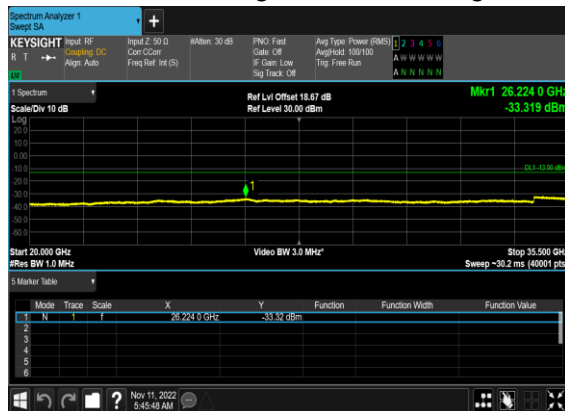 Spectrum Analyzer 1
Swept SA
+
KEYSIGHT Input: RF Input Z: 50 Ω #Atten: 30 dB PNO: Fast Avg Type: Power (RMS) 1 2 3 4 5 6
R T Coupling: DC Corr CCorr Gate: Off Avg|Hold: 100/100 A W W W W W
Align: Auto Freq Ref: Int (S) IF Gain: Low Trig: Free Run
Sig Track: Off A N N N N N
1 Spectrum Ref Lvl Offset 18.67 dB Mkr1 26.224 0 GHz
Scale/Div 10 dB Ref Level 30.00 dBm -33.319 dBm
Log
20.0
10.0
0.00
-10.0 DL1 -13.00 dBm
-20.0
1
-30.0
-40.0
-50.0
-60.0
Start 20.000 GHz Video BW 3.0 MHz* Stop 35.500 GHz
#Res BW 1.0 MHz Sweep ~30.2 ms (40001 pts
5 Marker Table
Mode Trace Scale X Y Function Function Width Function Value
1 N 1 f 26.224 0 GHz -33.32 dBm
2
3
4
5
6
? Nov 11, 2022
5:45:48 AM